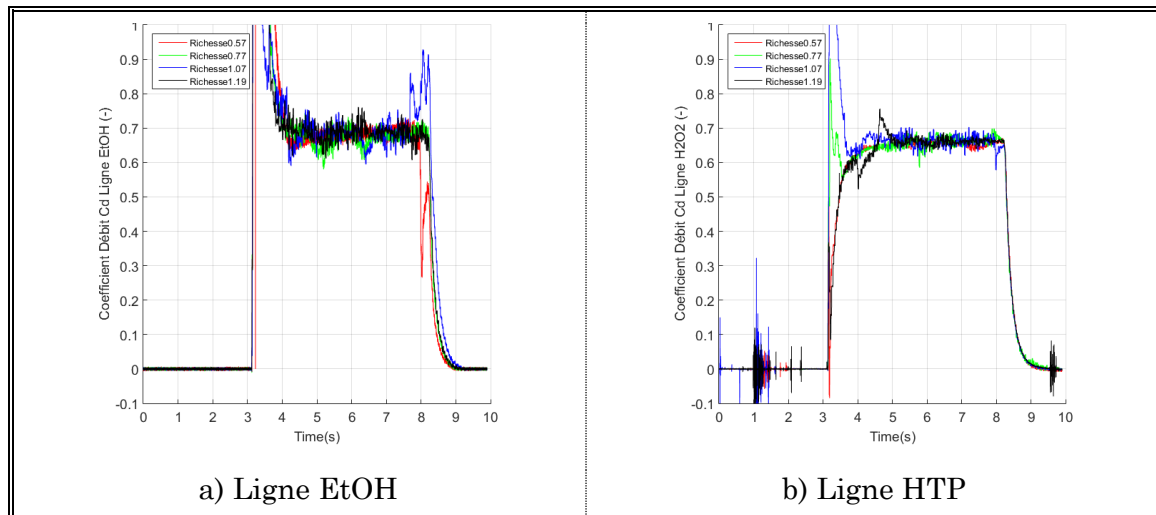 Coefficient Débit Cd Ligne EtOH (-)
1
0.9
0.8
0.7
0.6
0.5
0.4
0.3
0.2
0.1
0
-0.1
Richesse0.57
Richesse0.77
Richesse1.07
Richesse1.19
0 1 2 3 4 5 6 7 8 9 10
Time(s)
a) Ligne EtOH
Coefficient Débit Cd Ligne H2O2 (-)
1
0.9
0.8
0.7
0.6
0.5
0.4
0.3
0.2
0.1
0
-0.1
Richesse0.57
Richesse0.77
Richesse1.07
Richesse1.19
0 1 2 3 4 5 6 7 8 9 10
Time(s)
b) Ligne HTP